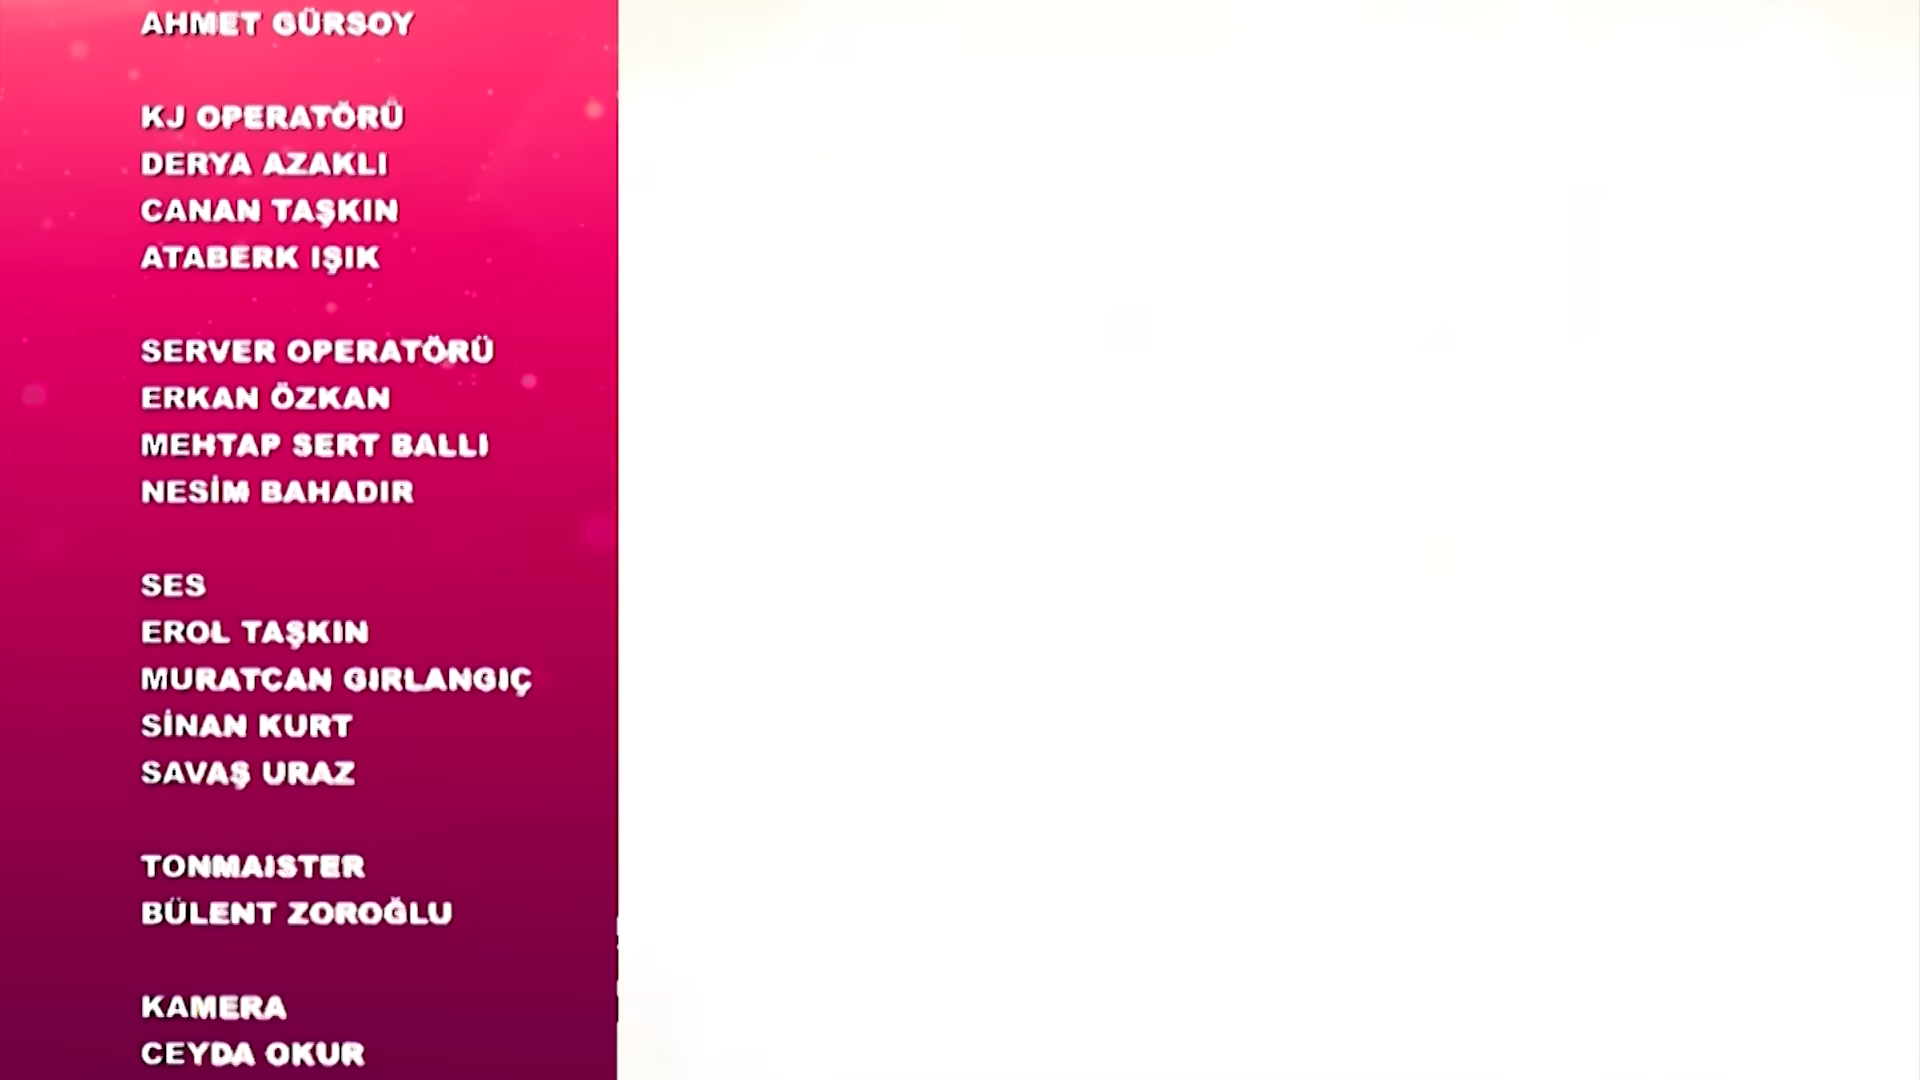 AHMET GÜRSOY
KJ OPERATÖRÜ
DERYA AZAKLI
CANAN TAŞKIN
ATABERK IŞIK
SERVER OPERATÖRÜ
ERKAN ÖZKAN
MEHTAP SERT BALLI
NESİM BAHADIR
SES
EROL TAŞKIN
MURATCAN GIRLANGIÇ
SİNAN KURT
SAVAŞ URAZ
TONMAISTER
BÜLENT ZOROĞLU
KAMERA
CEYDA OKUR